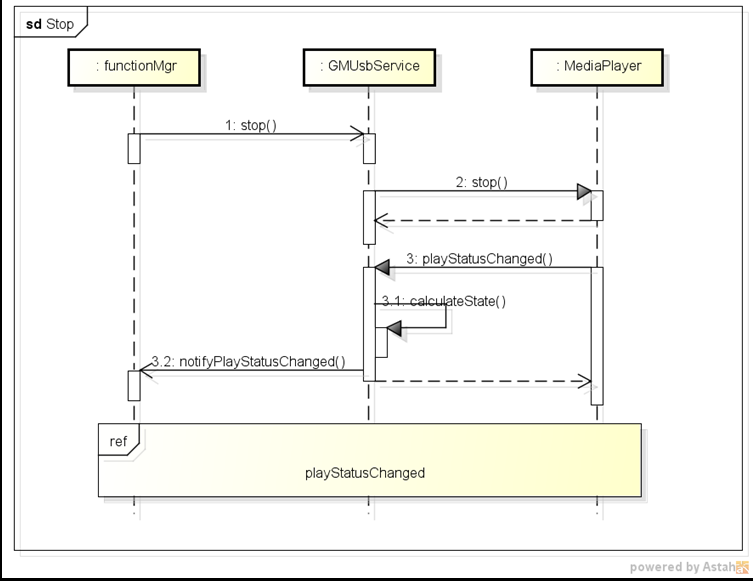 sd Stop
: functionMgr
: GMUsbService
: MediaPlayer
1: stop()
2: stop()
3: playStatusChanged()
3.1: calculateState()
3.2: notifyPlayStatusChanged()
ref
playStatusChanged
powered by Astah